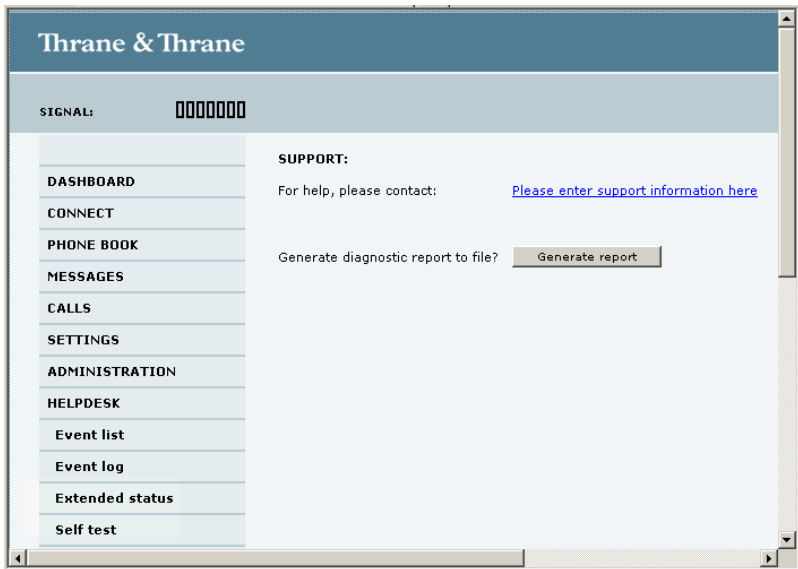 Thrane & Thrane
SIGNAL:
SUPPORT:
For help, please contact: Please enter support information here
Generate diagnostic report to file? Generate report
DASHBOARD
CONNECT
PHONE BOOK
MESSAGES
CALLS
SETTINGS
ADMINISTRATION
HELPDESK
Event list
Event log
Extended status
Self test